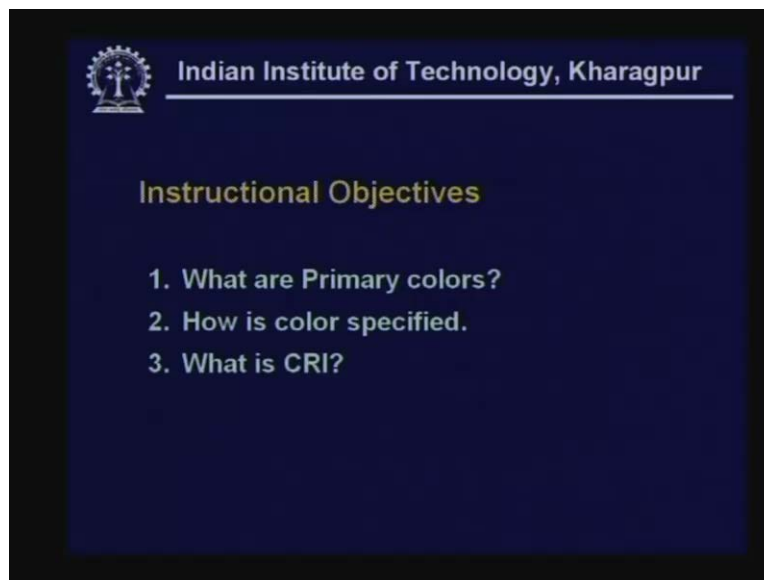 Indian Institute of Technology, Kharagpur
Instructional Objectives
1. What are Primary colors?
2. How is color specified.
3. What is CRI?